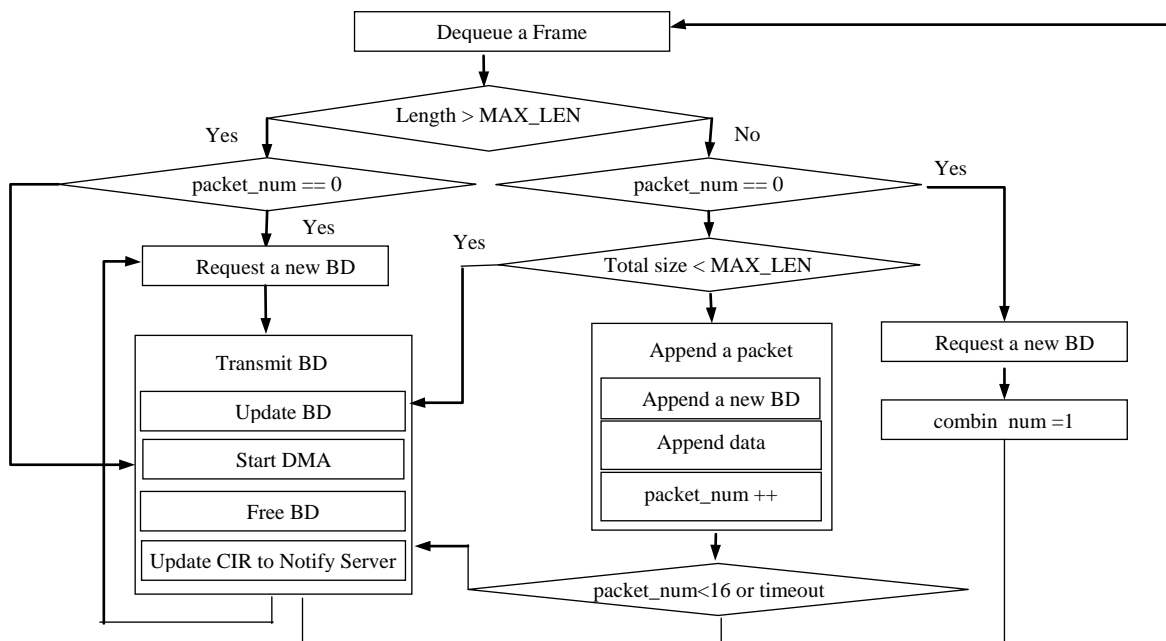 Dequeue a Frame
Length > MAX_LEN
Yes
No
packet_num == 0
packet_num == 0
Yes
Yes
Yes
Request a new BD
Total size < MAX_LEN
Transmit BD
Append a packet
Request a new BD
Update BD
Append a new BD
combin_num =1
Start DMA
Append data
Free BD
packet_num ++
Update CIR to Notify Server
packet_num<16 or timeout